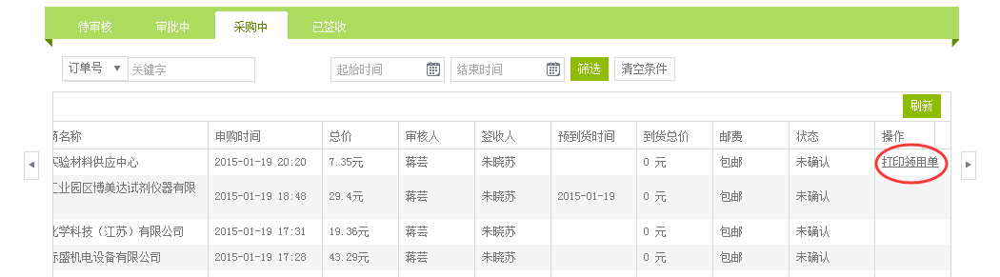 待审核 审批中 采购中 已签收
订单号 关键字 起始时间 结束时间 筛选 清空条件
刷新
商名称 申购时间 总价 审核人 签收人 预到货时间 到货总价 邮费 状态 操作
实验材料供应中心 2015-01-19 20:20 7.35元 蒋芸 朱晓苏 0 元 包邮 未确认 打印领用单
工业园区博美达试剂仪器有限 2015-01-19 18:48 29.4元 蒋芸 朱晓苏 2015-01-19 0 元 包邮 未确认
化学科技（江苏）有限公司 2015-01-19 17:31 19.36元 蒋芸 朱晓苏 0 元 包邮 未确认
盛机电设备有限公司 2015-01-19 17:28 43.29元 蒋芸 朱晓苏 0 元 包邮 未确认